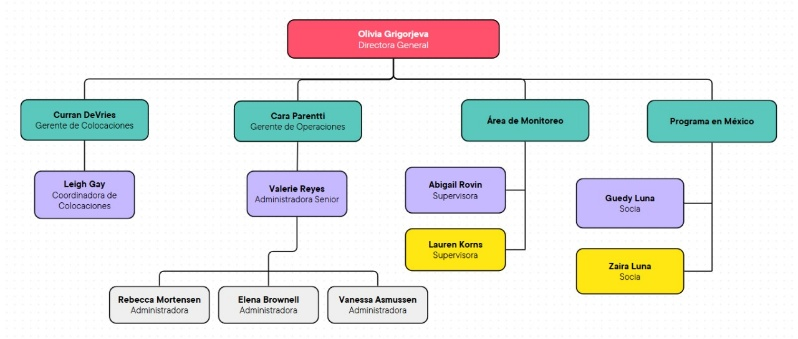 Olivia Grigorjeva
Directora General
Curran DeVries
Gerente de Colocaciones
Cara Parentti
Gerente de Operaciones
Área de Monitoreo
Programa en México
Leigh Gay
Coordinadora de
Colocaciones
Valerie Reyes
Administradora Senior
Abigail Rovin
Supervisora
Guedy Luna
Socia
Lauren Korns
Supervisora
Zaira Luna
Socia
Rebecca Mortensen
Administradora
Elena Brownell
Administradora
Vanessa Asmussen
Administradora